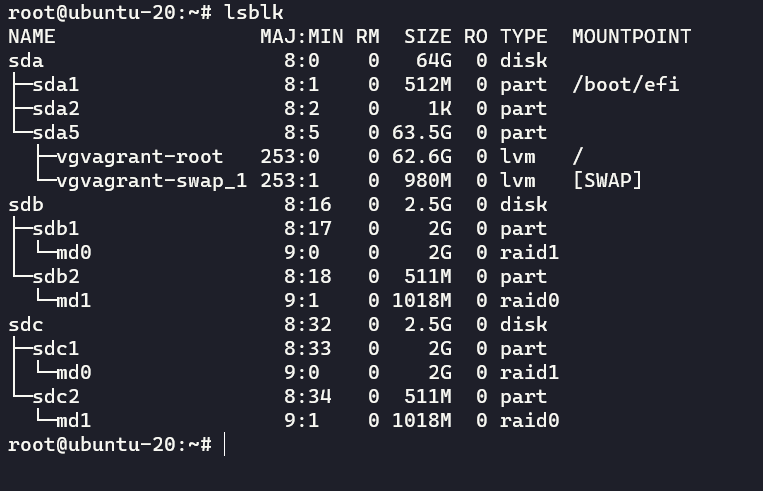 root@ubuntu-20:~# lsblk
NAME                 MAJ:MIN RM  SIZE RO TYPE  MOUNTPOINT
sda                    8:0    0   64G  0 disk
├─sda1                 8:1    0  512M  0 part  /boot/efi
├─sda2                 8:2    0    1K  0 part
└─sda5                 8:5    0 63.5G  0 part
  ├─vgvagrant-root   253:0    0 62.6G  0 lvm   /
  └─vgvagrant-swap_1 253:1    0  980M  0 lvm   [SWAP]
sdb                    8:16   0  2.5G  0 disk
├─sdb1                 8:17   0    2G  0 part
│ └─md0                9:0    0    2G  0 raid1
└─sdb2                 8:18   0  511M  0 part
  └─md1                9:1    0 1018M  0 raid0
sdc                    8:32   0  2.5G  0 disk
├─sdc1                 8:33   0    2G  0 part
│ └─md0                9:0    0    2G  0 raid1
└─sdc2                 8:34   0  511M  0 part
  └─md1                9:1    0 1018M  0 raid0
root@ubuntu-20:~#